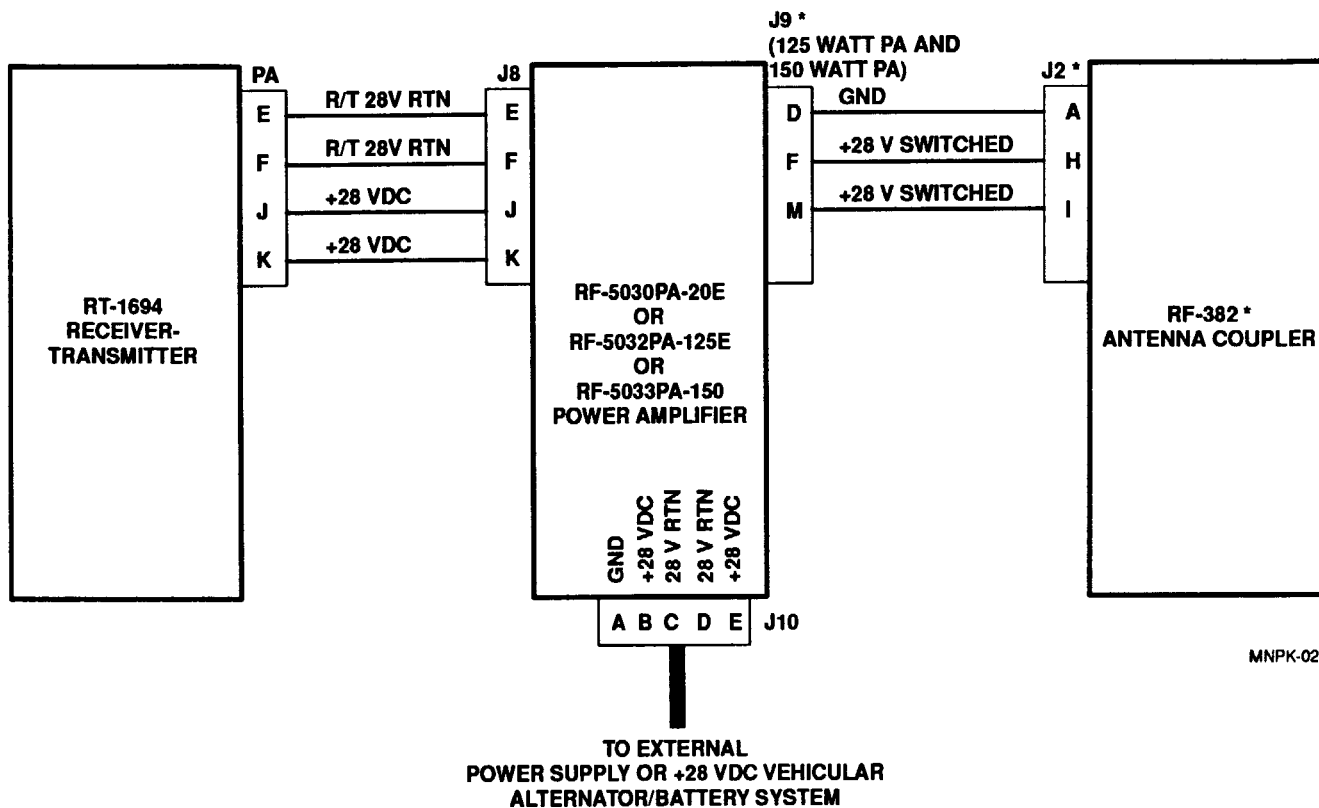 J9 *
(125 WATT PA AND
150 WATT PA)
PA
J8
J2 *
E
R/T 28V RTN
E
D
GND
A
F
R/T 28V RTN
F
F
+28 V SWITCHED
H
J
+28 VDC
J
M
+28 V SWITCHED
I
K
+28 VDC
K
RT-1694
RECEIVER-
TRANSMITTER
RF-5030PA-20E
OR
RF-5032PA-125E
OR
RF-5033PA-150
POWER AMPLIFIER
RF-382 *
ANTENNA COUPLER
GND
+28 VDC
28 V RTN
28 V RTN
+28 VDC
A B C D E J10
MNPK-02
TO EXTERNAL
POWER SUPPLY OR +28 VDC VEHICULAR
ALTERNATOR/BATTERY SYSTEM